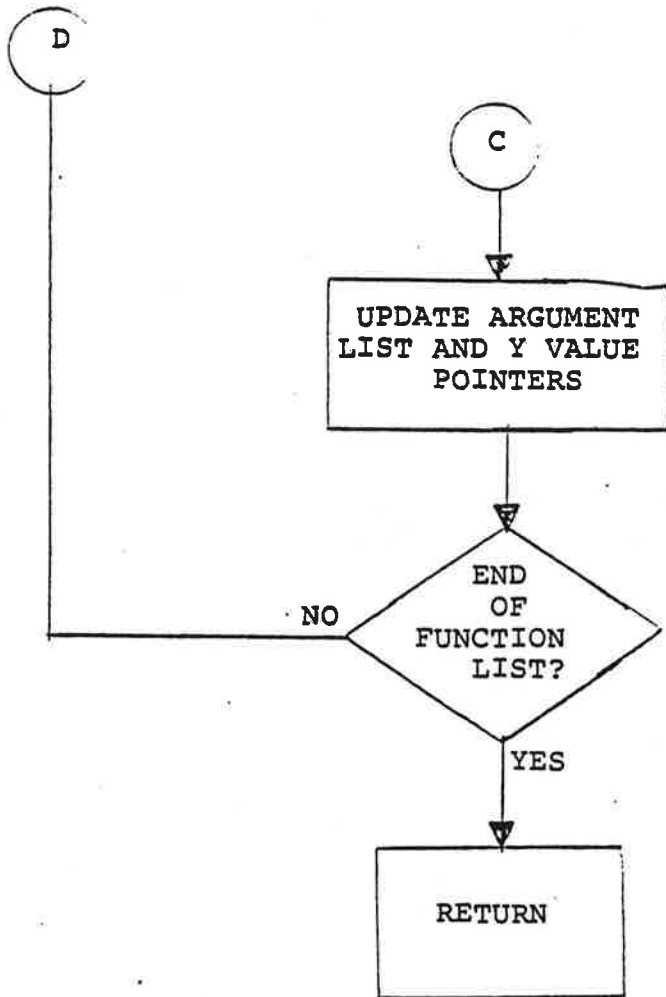 D
C
UPDATE ARGUMENT
LIST AND Y VALUE
POINTERS
END
OF
FUNCTION
LIST?
NO
YES
RETURN